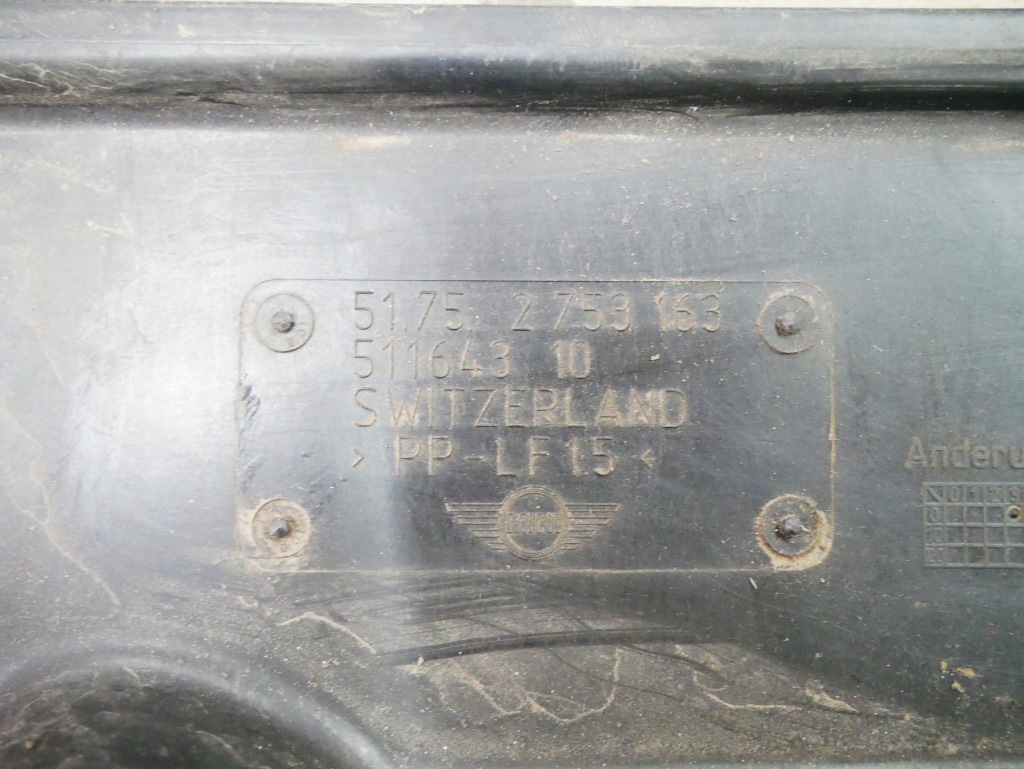 51.75. 2 753 163
511643 10
SWITZERLAND
> PP-LF15 <